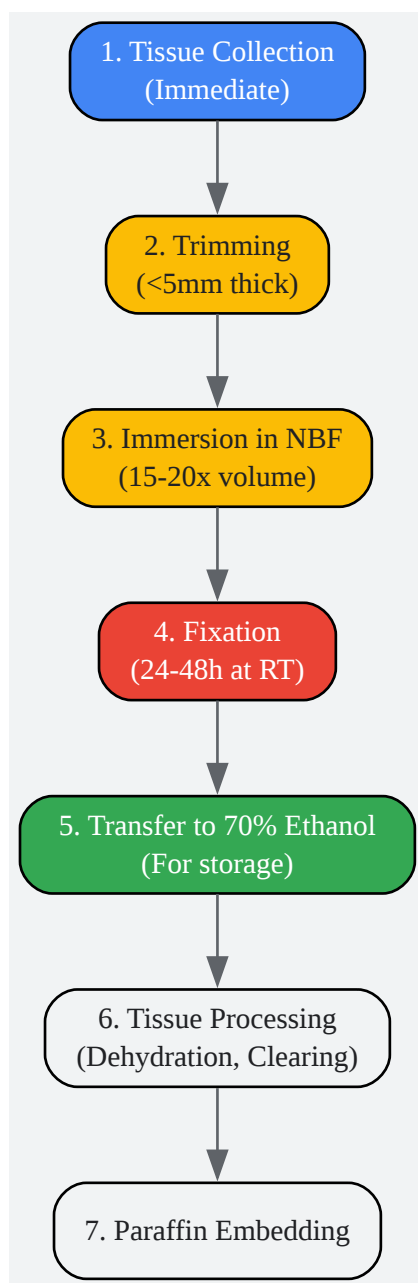 1. Tissue Collection
(Immediate)
2. Trimming
(<5mm thick)
3. Immersion in NBF
(15-20x volume)
4. Fixation
(24-48h at RT)
5. Transfer to 70% Ethanol
(For storage)
6. Tissue Processing
(Dehydration, Clearing)
7. Paraffin Embedding